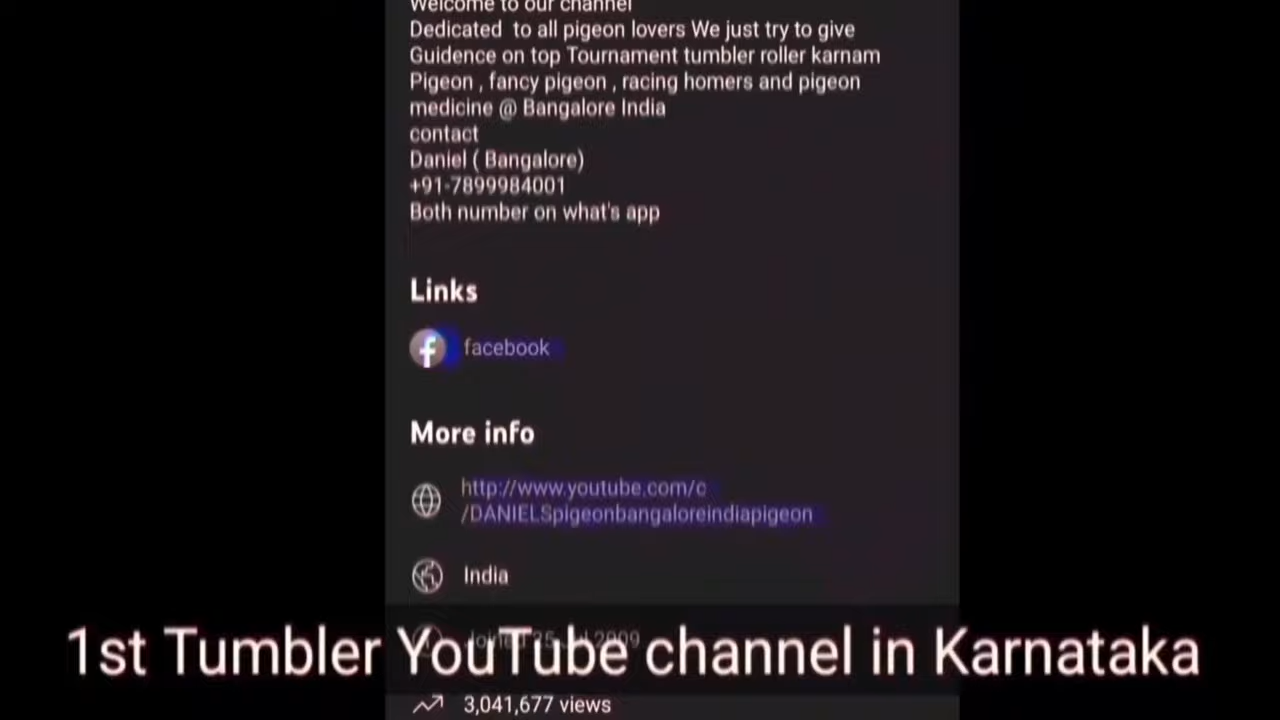 Welcome to our channel
Dedicated to all pigeon lovers We just try to give
Guidence on top Tournament tumbler roller karnam
Pigeon , fancy pigeon , racing homers and pigeon
medicine @ Bangalore India
contact
Daniel ( Bangalore)
+91-7899984001
Both number on what's app
Links
facebook
More info
http://www.youtube.com/c
/DANIELSpigeonbangaloreindiapigeon
India
Joined 2009
1st Tumbler YouTube channel in Karnataka
3,041,677 views